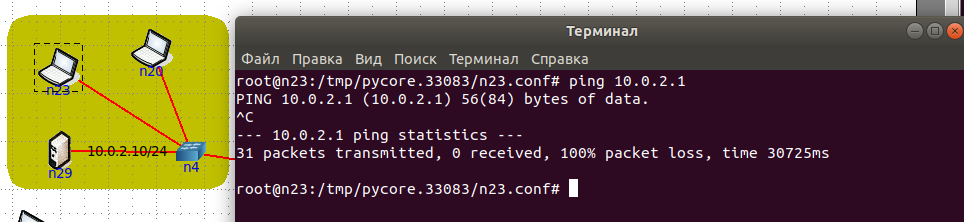 n23
n20
n29
10.0.2.10/24
n4
Терминал
Файл Правка Вид Поиск Терминал Справка
root@n23:/tmp/pycore.33083/n23.conf# ping 10.0.2.1
PING 10.0.2.1 (10.0.2.1) 56(84) bytes of data.
^C
--- 10.0.2.1 ping statistics ---
31 packets transmitted, 0 received, 100% packet loss, time 30725ms
root@n23:/tmp/pycore.33083/n23.conf#